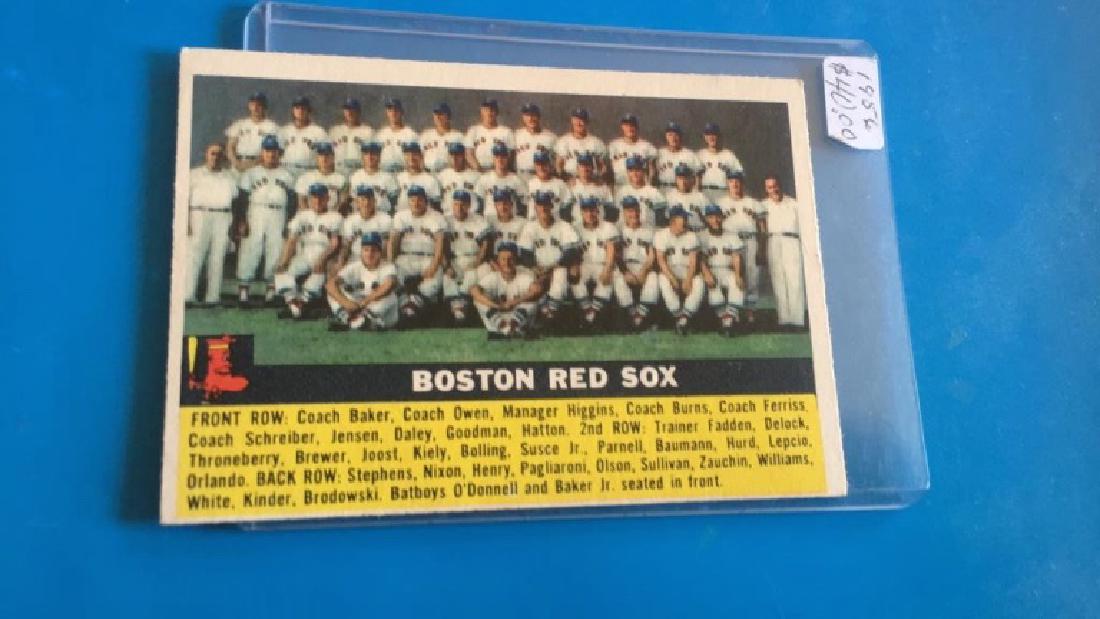 1956
$40.00
BOSTON RED SOX
FRONT ROW: Coach Baker, Coach Owen, Manager Higgins, Coach Burns, Coach Ferriss,
Coach Schreiber, Jensen, Daley, Goodman, Hatton. 2nd ROW: Trainer Fadden, Delock,
Throneberry, Brewer, Joost, Kiely, Bolling, Susce Jr., Parnell, Baumann, Hurd, Lepcio,
Orlando. BACK ROW: Stephens, Nixon, Henry, Pagliaroni, Olson, Sullivan, Zauchin, Williams,
White, Kinder, Brodowski. Batboys O'Donnell and Baker Jr. seated in front.